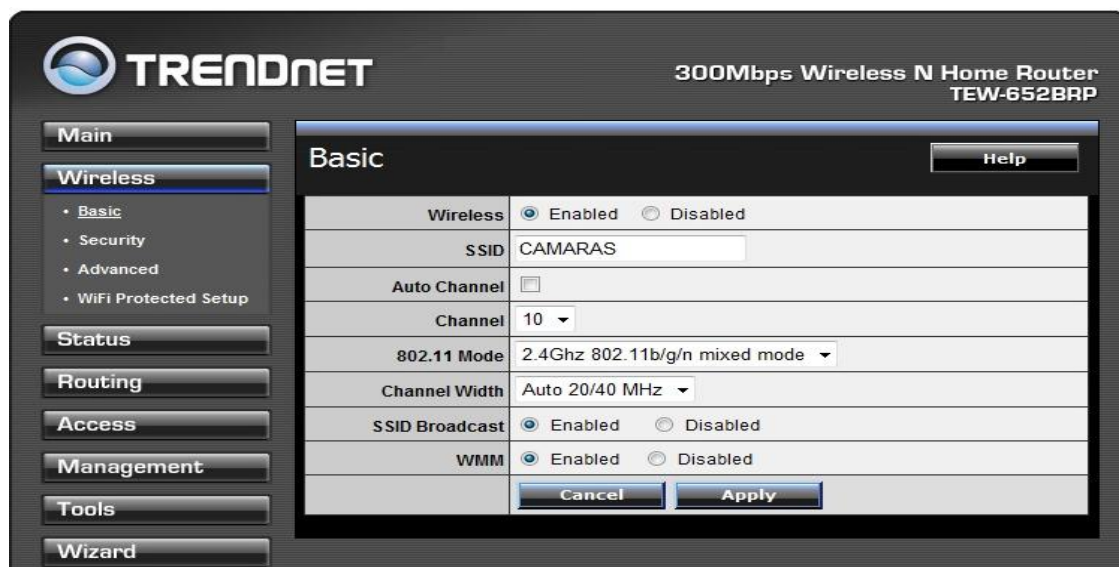 TRENDNET
300Mbps Wireless N Home Router
TEW-652BRP
Main
Wireless
• Basic
• Security
• Advanced
• WiFi Protected Setup
Status
Routing
Access
Management
Tools
Wizard
Basic
Help
Wireless Enabled Disabled
SSID CAMARAS
Auto Channel
Channel 10
802.11 Mode 2.4Ghz 802.11b/g/n mixed mode
Channel Width Auto 20/40 MHz
SSID Broadcast Enabled Disabled
WMM Enabled Disabled
Cancel Apply